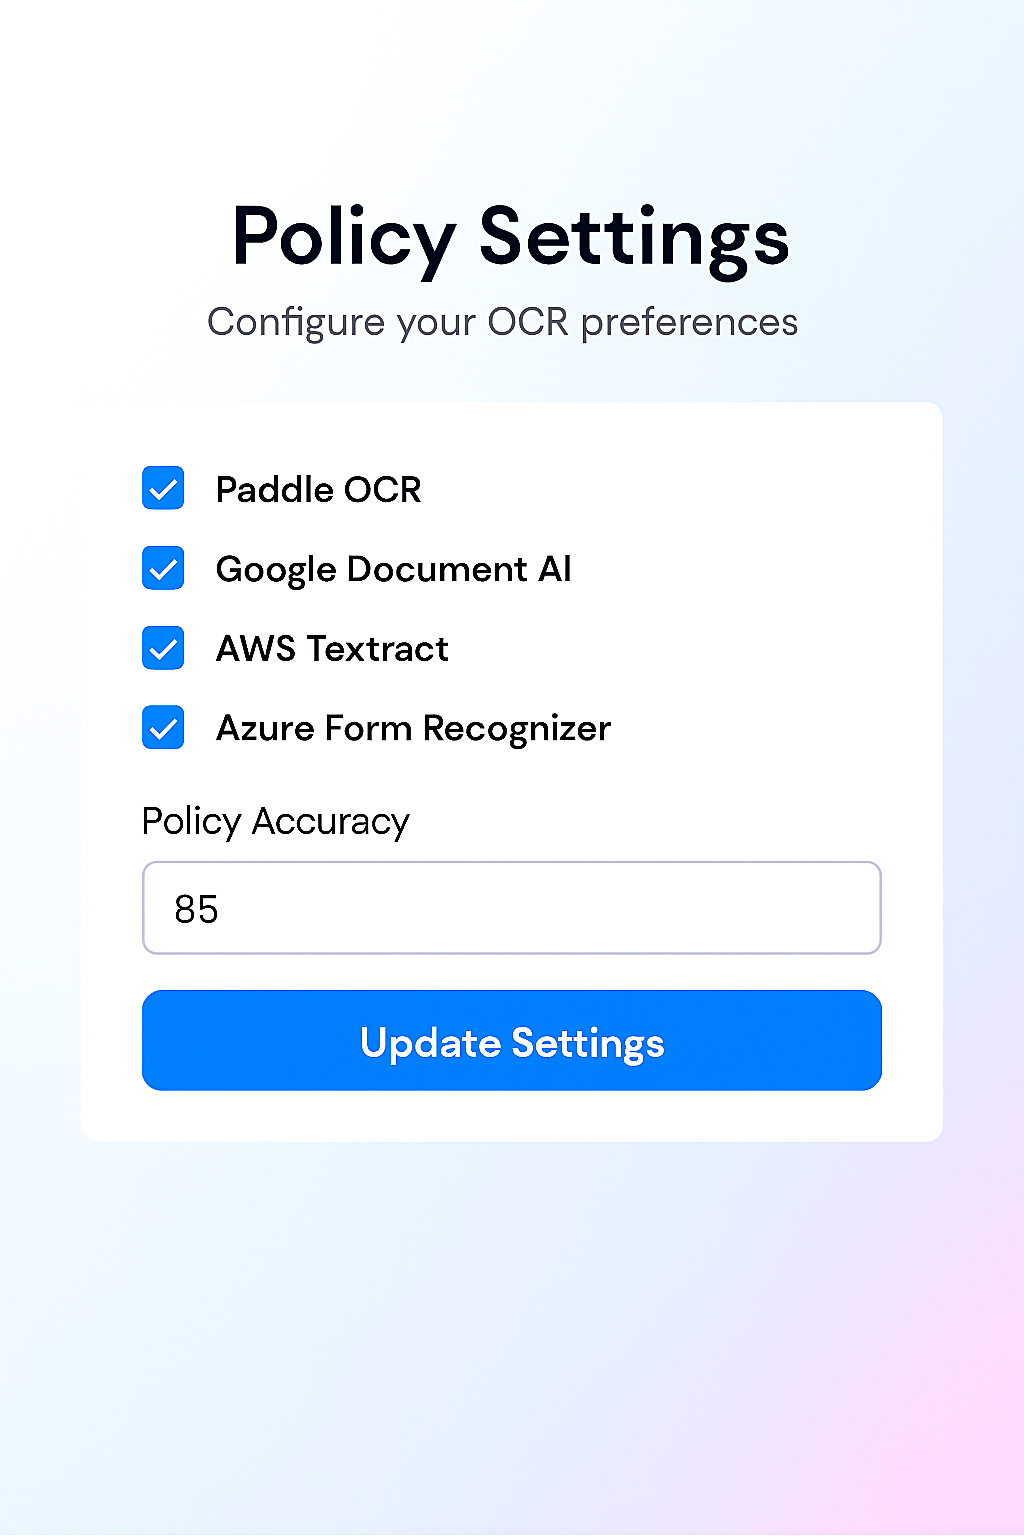 Policy Settings
Configure your OCR preferences
Paddle OCR
Google Document AI
AWS Textract
Azure Form Recognizer
Policy Accuracy
85
Update Settings